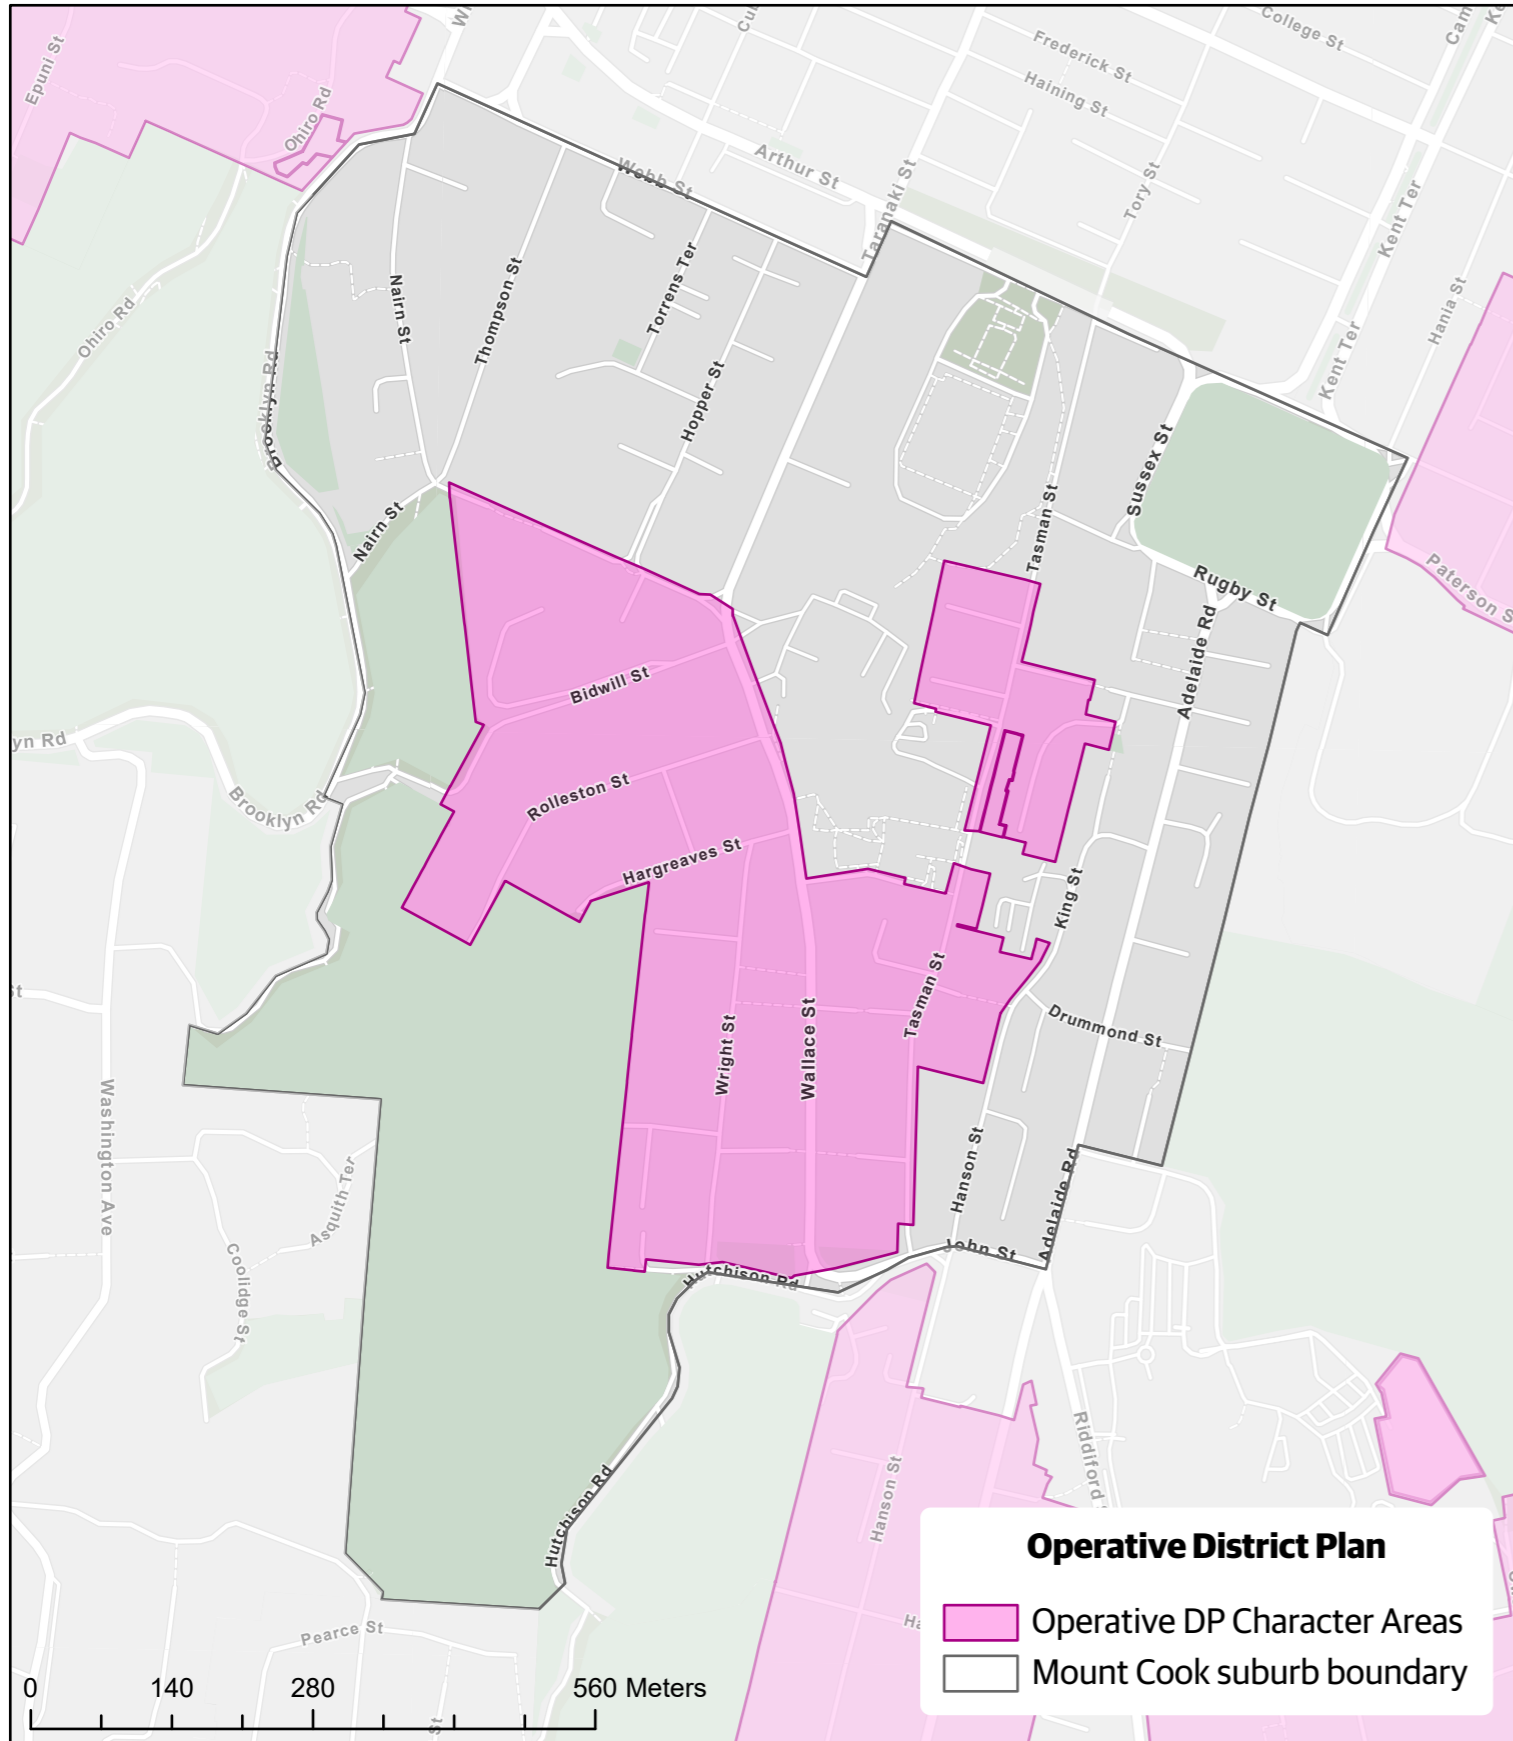 College St
Frederick St
Haining St
Epuni St
Ohiro Rd
Webb St
Arthur St
Taranaki St
Tory St
Kent Ter
Hania St
Ohiro Rd
Nairn St
Thompson St
Torrens Ter
Kent Ter
Brooklyn Rd
Hopper St
Sussex St
Tasman St
Nairn St
Rugby St
Paterson S
Adelaide Rd
Bidwill St
yn Rd
Rolleston St
Brooklyn Rd
Hargreaves St
King St
St
Tasman St
Drummond St
Wright St
Wallace St
Washington Ave
Hanson St
Asquith Ter
Adelaide Rd
John St
Coolidge St
Hutchison Rd
Riddiford
Hanson St
Hutchison Rd
Ha
Pearce St
St
Operative District Plan
Operative DP Character Areas
Mount Cook suburb boundary
0 140 280 560 Meters